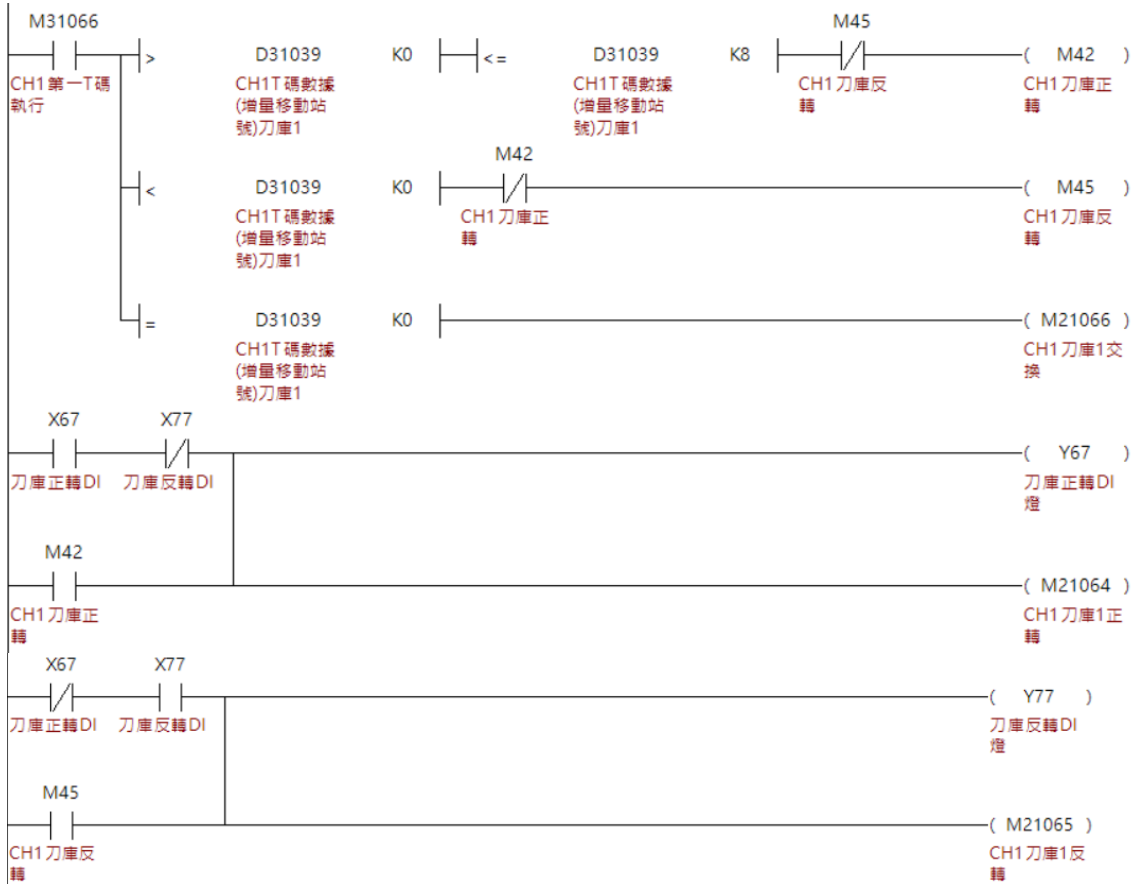 M31066
M45
> D31039 K0
<= D31039 K8
( M42 )
CH1第一T碼
執行
CH1T碼數據
(增量移動站
號)刀庫1
CH1T碼數據
(增量移動站
號)刀庫1
CH1刀庫反
轉
CH1刀庫正
轉
M42
< D31039 K0
( M45 )
CH1T碼數據
(增量移動站
號)刀庫1
CH1刀庫正
轉
CH1刀庫反
轉
= D31039 K0
( M21066 )
CH1T碼數據
(增量移動站
號)刀庫1
CH1刀庫1交
換
X67
X77
( Y67 )
刀庫正轉DI
刀庫反轉DI
刀庫正轉DI
燈
M42
( M21064 )
CH1刀庫正
轉
CH1刀庫1正
轉
X67
X77
( Y77 )
刀庫正轉DI
刀庫反轉DI
刀庫反轉DI
燈
M45
( M21065 )
CH1刀庫反
轉
CH1刀庫1反
轉